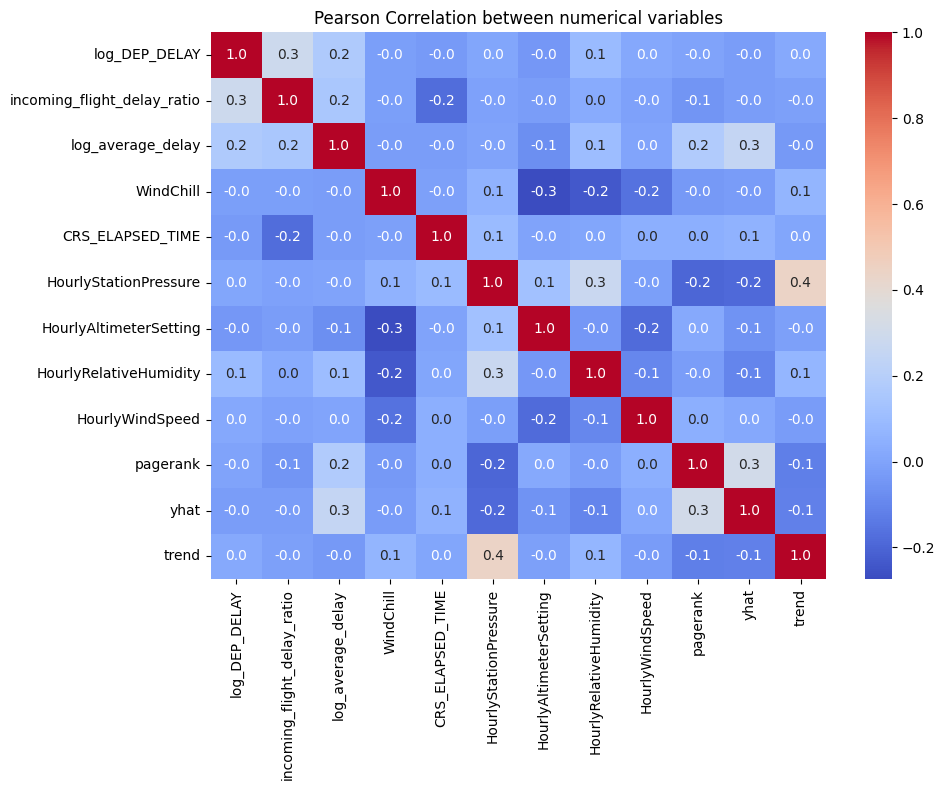 Pearson Correlation between numerical variables
log_DEP_DELAY 1.0 0.3 0.2 -0.0 -0.0 0.0 -0.0 0.1 0.0 -0.0 -0.0 0.0
incoming_flight_delay_ratio 0.3 1.0 0.2 -0.0 -0.2 -0.0 -0.0 0.0 -0.0 -0.1 -0.0 -0.0
log_average_delay 0.2 0.2 1.0 -0.0 -0.0 -0.0 -0.1 0.1 0.0 0.2 0.3 -0.0
WindChill -0.0 -0.0 -0.0 1.0 -0.0 0.1 -0.3 -0.2 -0.2 -0.0 -0.0 0.1
CRS_ELAPSED_TIME -0.0 -0.2 -0.0 -0.0 1.0 0.1 -0.0 0.0 0.0 0.0 0.1 0.0
HourlyStationPressure 0.0 -0.0 -0.0 0.1 0.1 1.0 0.1 0.3 -0.0 -0.2 -0.2 0.4
HourlyAltimeterSetting -0.0 -0.0 -0.1 -0.3 -0.0 0.1 1.0 -0.0 -0.2 0.0 -0.1 -0.0
HourlyRelativeHumidity 0.1 0.0 0.1 -0.2 0.0 0.3 -0.0 1.0 -0.1 -0.0 -0.1 0.1
HourlyWindSpeed 0.0 -0.0 0.0 -0.2 0.0 -0.0 -0.2 -0.1 1.0 0.0 0.0 -0.0
pagerank -0.0 -0.1 0.2 -0.0 0.0 -0.2 0.0 -0.0 0.0 1.0 0.3 -0.1
yhat -0.0 -0.0 0.3 -0.0 0.1 -0.2 -0.1 -0.1 0.0 0.3 1.0 -0.1
trend 0.0 -0.0 -0.0 0.1 0.0 0.4 -0.0 0.1 -0.0 -0.1 -0.1 1.0
log_DEP_DELAY
incoming_flight_delay_ratio
log_average_delay
WindChill
CRS_ELAPSED_TIME
HourlyStationPressure
HourlyAltimeterSetting
HourlyRelativeHumidity
HourlyWindSpeed
pagerank
yhat
trend
1.0
0.8
0.6
0.4
0.2
0.0
−0.2